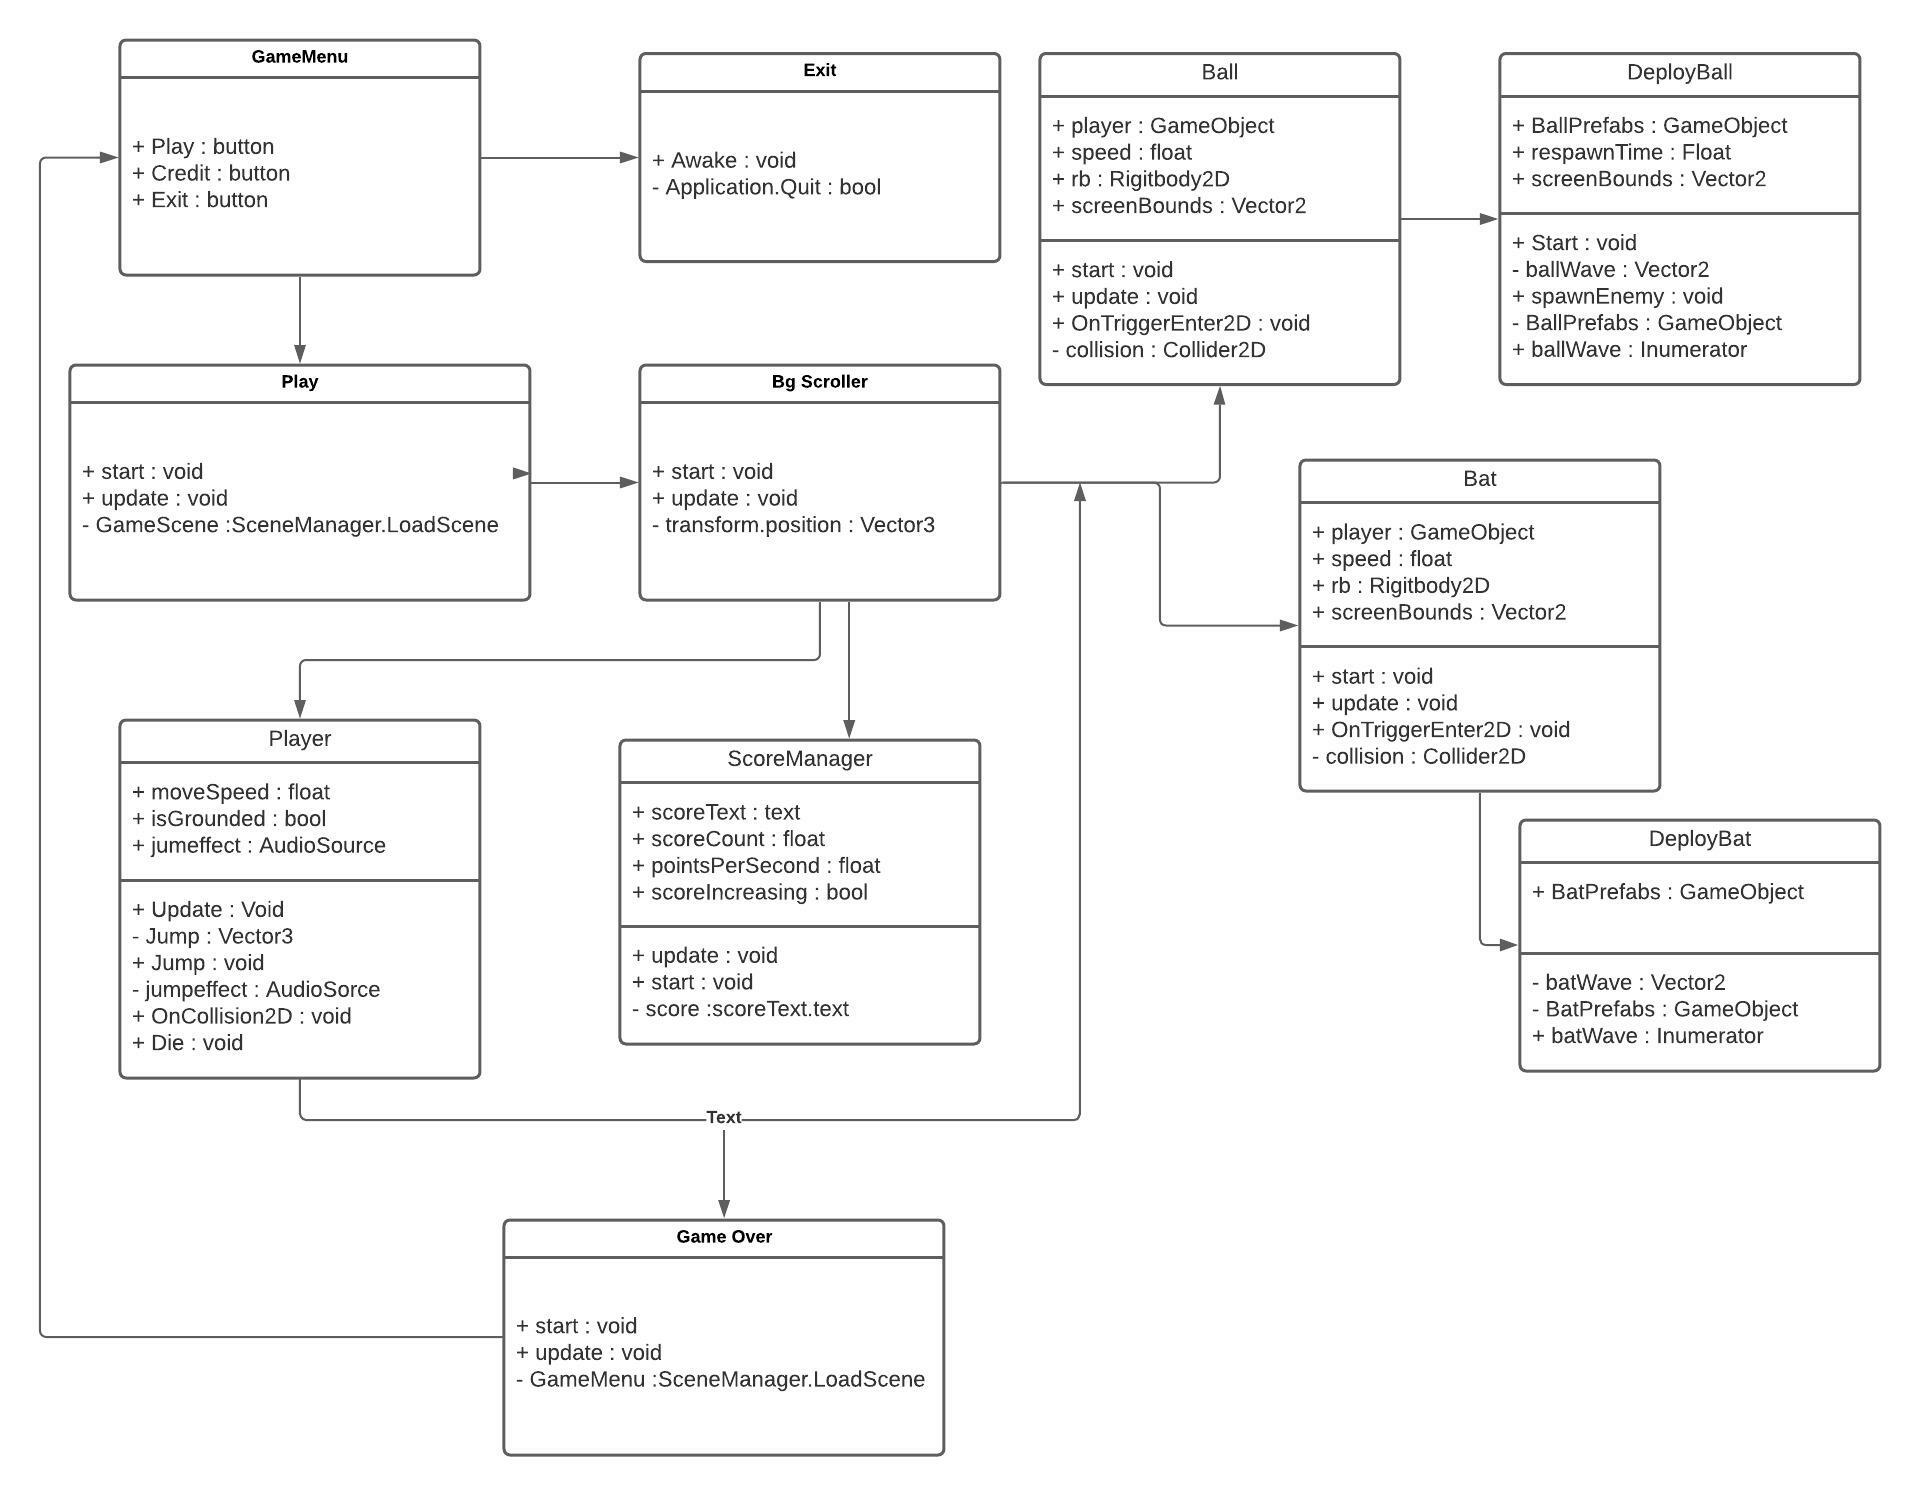 GameMenu
+ Play : button
+ Credit : button
+ Exit : button
Exit
+ Awake : void
- Application.Quit : bool
Ball
+ player : GameObject
+ speed : float
+ rb : Rigitbody2D
+ screenBounds : Vector2
+ start : void
+ update : void
+ OnTriggerEnter2D : void
- collision : Collider2D
DeployBall
+ BallPrefabs : GameObject
+ respawnTime : Float
+ screenBounds : Vector2
+ Start : void
- ballWave : Vector2
+ spawnEnemy : void
- BallPrefabs : GameObject
+ ballWave : Inumerator
Play
+ start : void
+ update : void
- GameScene :SceneManager.LoadScene
Bg Scroller
+ start : void
+ update : void
- transform.position : Vector3
Bat
+ player : GameObject
+ speed : float
+ rb : Rigitbody2D
+ screenBounds : Vector2
+ start : void
+ update : void
+ OnTriggerEnter2D : void
- collision : Collider2D
Player
+ moveSpeed : float
+ isGrounded : bool
+ jumeffect : AudioSource
+ Update : Void
- Jump : Vector3
+ Jump : void
- jumpeffect : AudioSorce
+ OnCollision2D : void
+ Die : void
ScoreManager
+ scoreText : text
+ scoreCount : float
+ pointsPerSecond : float
+ scoreIncreasing : bool
+ update : void
+ start : void
- score :scoreText.text
DeployBat
+ BatPrefabs : GameObject
- batWave : Vector2
- BatPrefabs : GameObject
+ batWave : Inumerator
Text
Game Over
+ start : void
+ update : void
- GameMenu :SceneManager.LoadScene